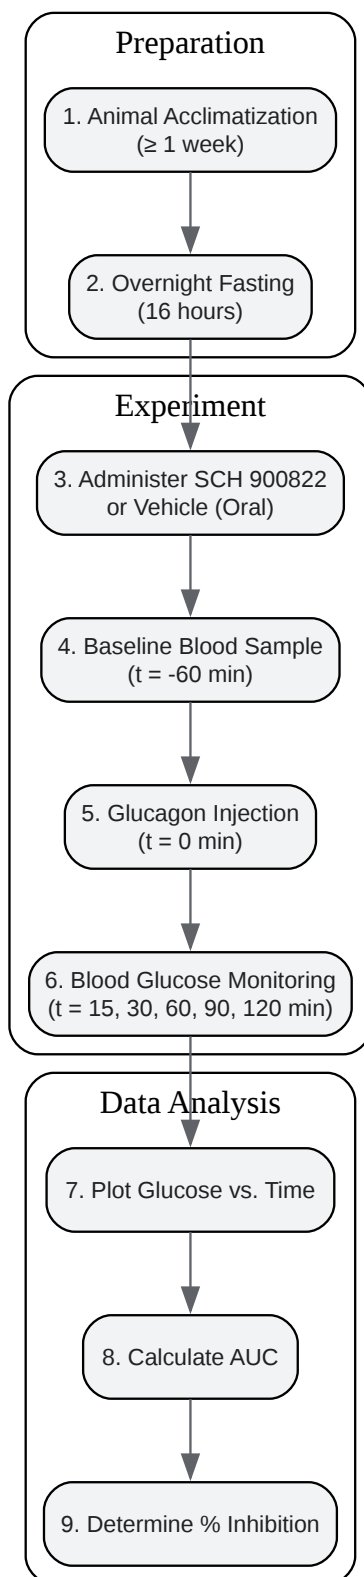 Preparation
1. Animal Acclimatization
(≥ 1 week)
2. Overnight Fasting
(16 hours)
Experiment
3. Administer SCH 900822
or Vehicle (Oral)
4. Baseline Blood Sample
(t = -60 min)
5. Glucagon Injection
(t = 0 min)
6. Blood Glucose Monitoring
(t = 15, 30, 60, 90, 120 min)
Data Analysis
7. Plot Glucose vs. Time
8. Calculate AUC
9. Determine % Inhibition